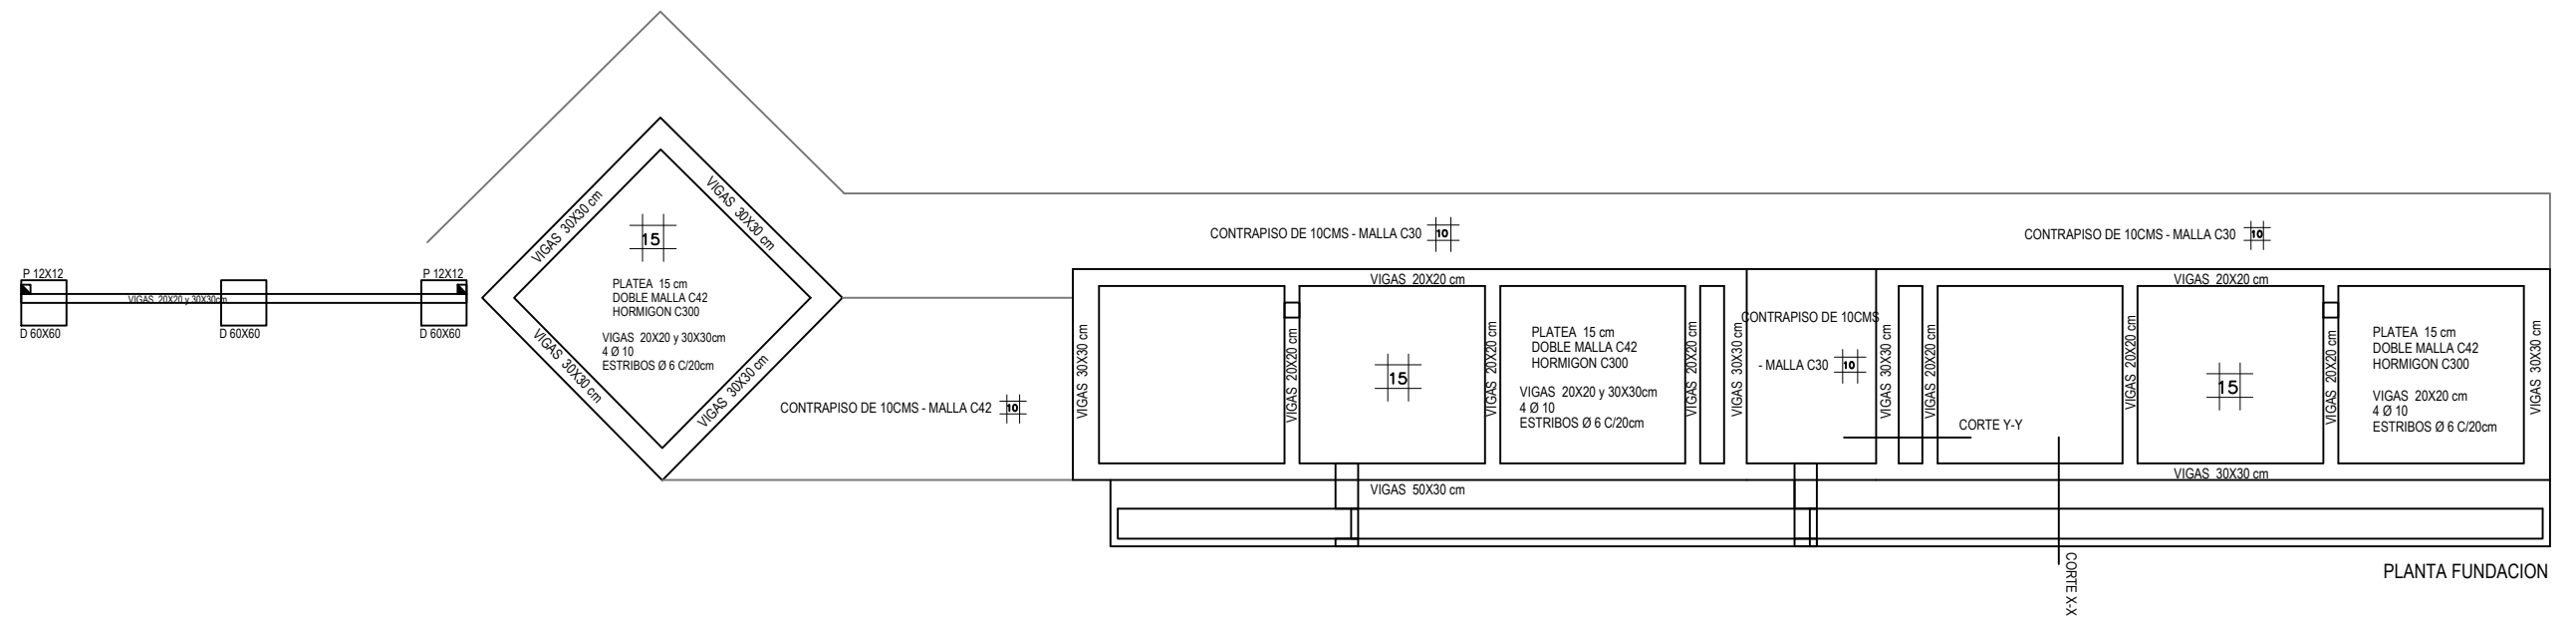 P 12X12
P 12X12
VIGAS 20X20 y 30X30cm
D 60X60
D 60X60
D 60X60
VIGAS 30X30 cm
VIGAS 30X30 cm
VIGAS 30X30 cm
VIGAS 30X30 cm
15
PLATEA 15 cm
DOBLE MALLA C42
HORMIGON C300
VIGAS 20X20 y 30X30cm
4 Ø 10
ESTRIBOS Ø 6 C/20cm
CONTRAPISO DE 10CMS - MALLA C42 10
CONTRAPISO DE 10CMS - MALLA C30 10
CONTRAPISO DE 10CMS - MALLA C30 10
VIGAS 20X20 cm
VIGAS 30X30 cm
VIGAS 20X20 cm
15
VIGAS 20X20 cm
PLATEA 15 cm
DOBLE MALLA C42
HORMIGON C300
VIGAS 20X20 y 30X30cm
4 Ø 10
ESTRIBOS Ø 6 C/20cm
VIGAS 20X20 cm
VIGAS 30X30 cm
CONTRAPISO DE 10CMS
- MALLA C30 10
VIGAS 30X30 cm
VIGAS 20X20 cm
VIGAS 20X20 cm
CORTE Y-Y
VIGAS 20X20 cm
15
VIGAS 20X20 cm
PLATEA 15 cm
DOBLE MALLA C42
HORMIGON C300
VIGAS 20X20 cm
4 Ø 10
ESTRIBOS Ø 6 C/20cm
VIGAS 30X30 cm
VIGAS 30X30 cm
VIGAS 50X30 cm
CORTE X-X
PLANTA FUNDACION